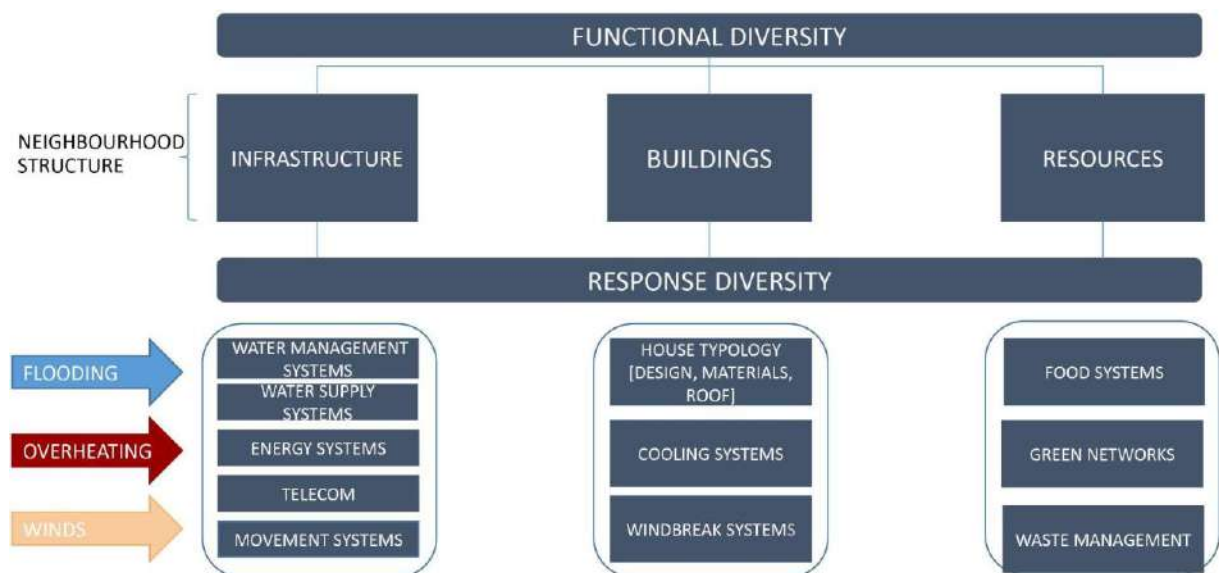 FUNCTIONAL DIVERSITY
NEIGHBOURHOOD
STRUCTURE
INFRASTRUCTURE
BUILDINGS
RESOURCES
RESPONSE DIVERSITY
FLOODING
OVERHEATING
WINDS
WATER MANAGEMENT
SYSTEMS
WATER SUPPLY
SYSTEMS
ENERGY SYSTEMS
TELECOM
MOVEMENT SYSTEMS
HOUSE TYPOLOGY
[DESIGN, MATERIALS,
ROOF]
COOLING SYSTEMS
WINDBREAK SYSTEMS
FOOD SYSTEMS
GREEN NETWORKS
WASTE MANAGEMENT